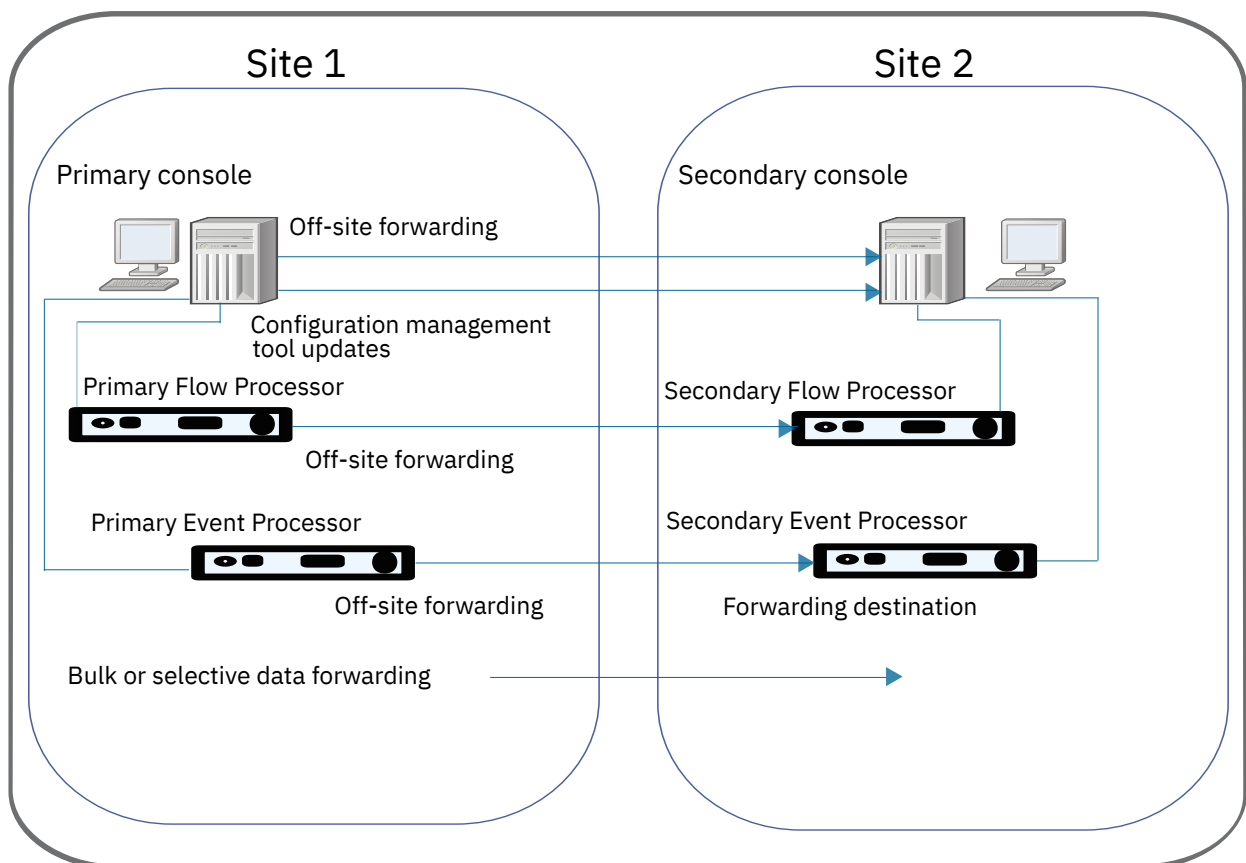 Site 1
Site 2
Primary console
Secondary console
Off-site forwarding
Configuration management
tool updates
Primary Flow Processor
Secondary Flow Processor
Off-site forwarding
Primary Event Processor
Secondary Event Processor
Off-site forwarding
Forwarding destination
Bulk or selective data forwarding